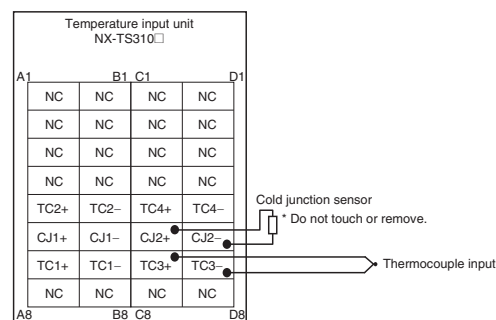 Temperature input unit
NX-TS310□
A1 B1 C1 D1
NC NC NC NC
NC NC NC NC
NC NC NC NC
NC NC NC NC
TC2+ TC2− TC4+ TC4−
CJ1+ CJ1− CJ2+ CJ2−
TC1+ TC1− TC3+ TC3−
NC NC NC NC
A8 B8 C8 D8
Cold junction sensor
* Do not touch or remove.
Thermocouple input